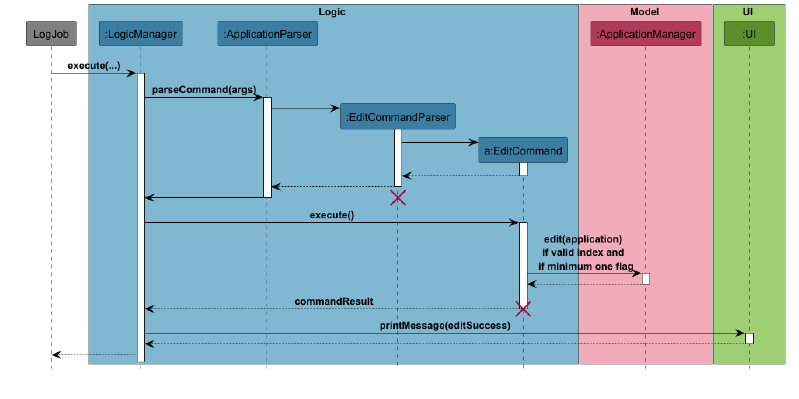 Logic
Model
UI
LogJob
:LogicManager
:ApplicationParser
:ApplicationManager
:UI
execute(...)
parseCommand(args)
:EditCommandParser
a:EditCommand
execute()
edit(application)
if valid index and
if minimum one flag
commandResult
printMessage(editSuccess)